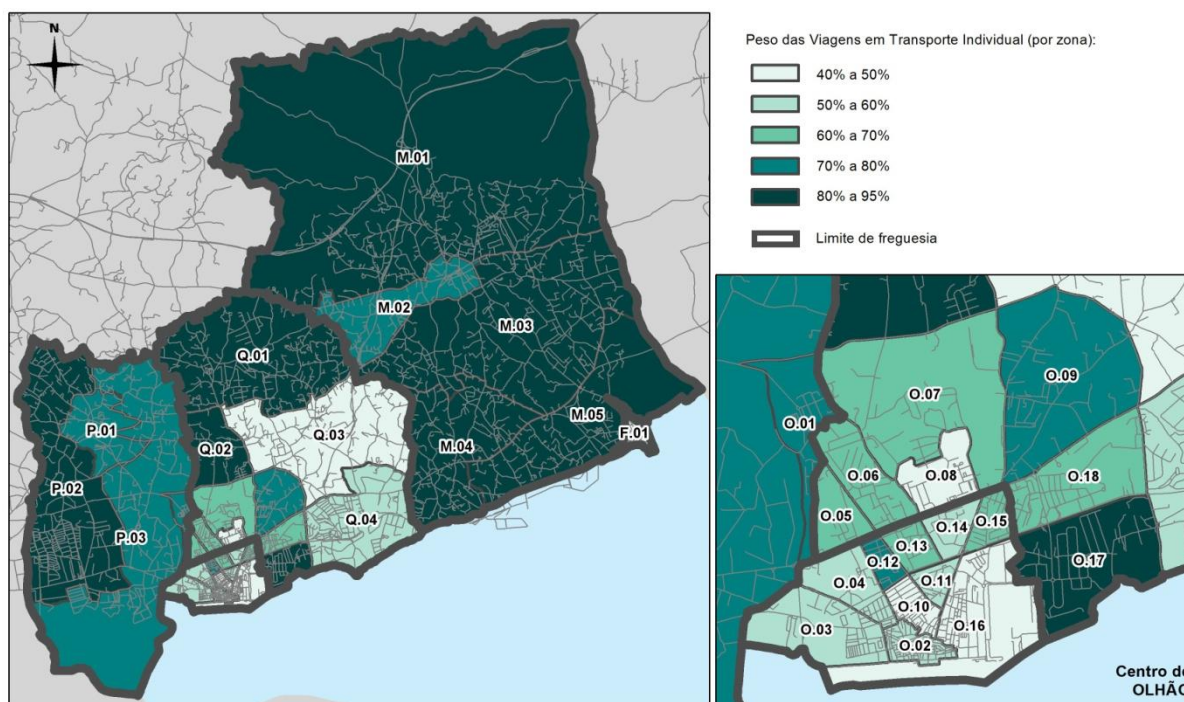 N
M.01
M.02
M.03
Q.01
M.05
F.01
P.01
Q.02
Q.03
M.04
P.02
Q.04
P.03
Peso das Viagens em Transporte Individual (por zona):
40% a 50%
50% a 60%
60% a 70%
70% a 80%
80% a 95%
Limite de freguesia
O.09
O.07
O.01
O.06
O.08
O.18
O.05
O.14
O.15
O.13
O.12
O.17
O.04
O.11
O.10
O.03
O.16
O.02
Centro de
OLHÃO